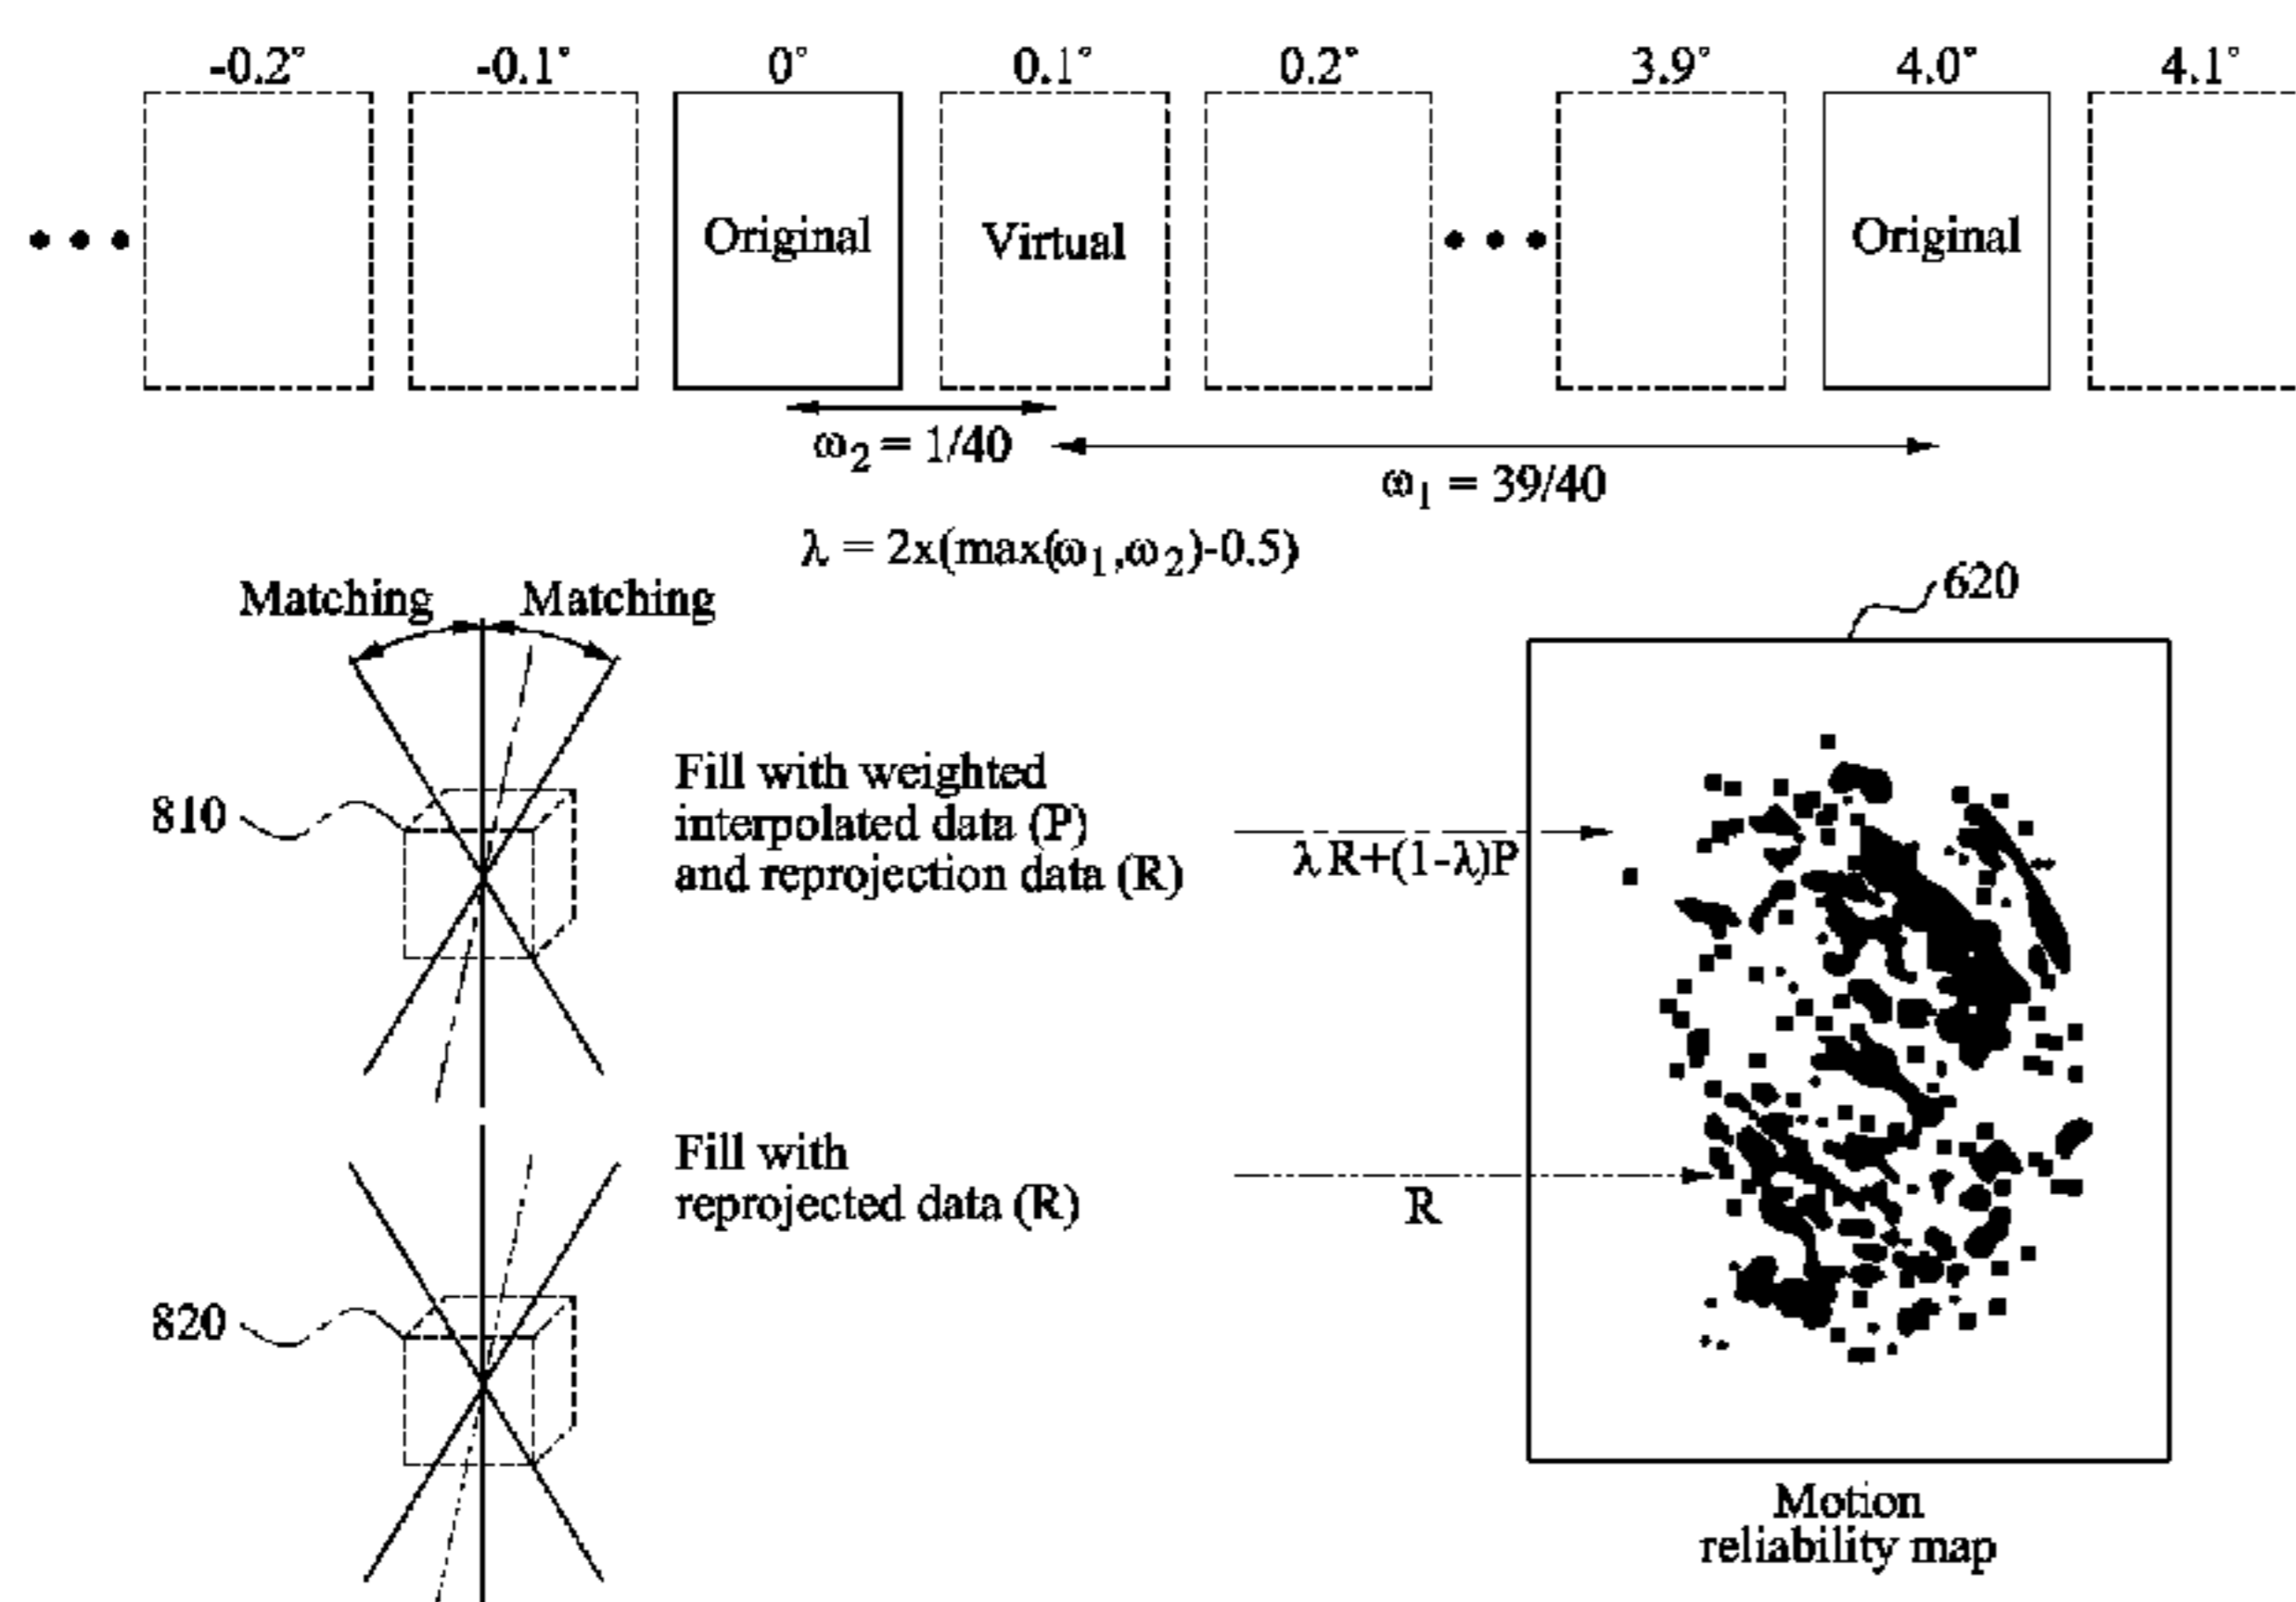 -0.2° -0.1° 0° 0.1° 0.2° 3.9° 4.0° 4.1°
Original Virtual Original
ω2 = 1/40
ω1 = 39/40
λ = 2x(max(ω1,ω2)-0.5)
Matching Matching
620
810
Fill with weighted
interpolated data (P)
and reprojection data (R)
λR+(1-λ)P
Fill with
reprojected data (R)
R
820
Motion
reliability map